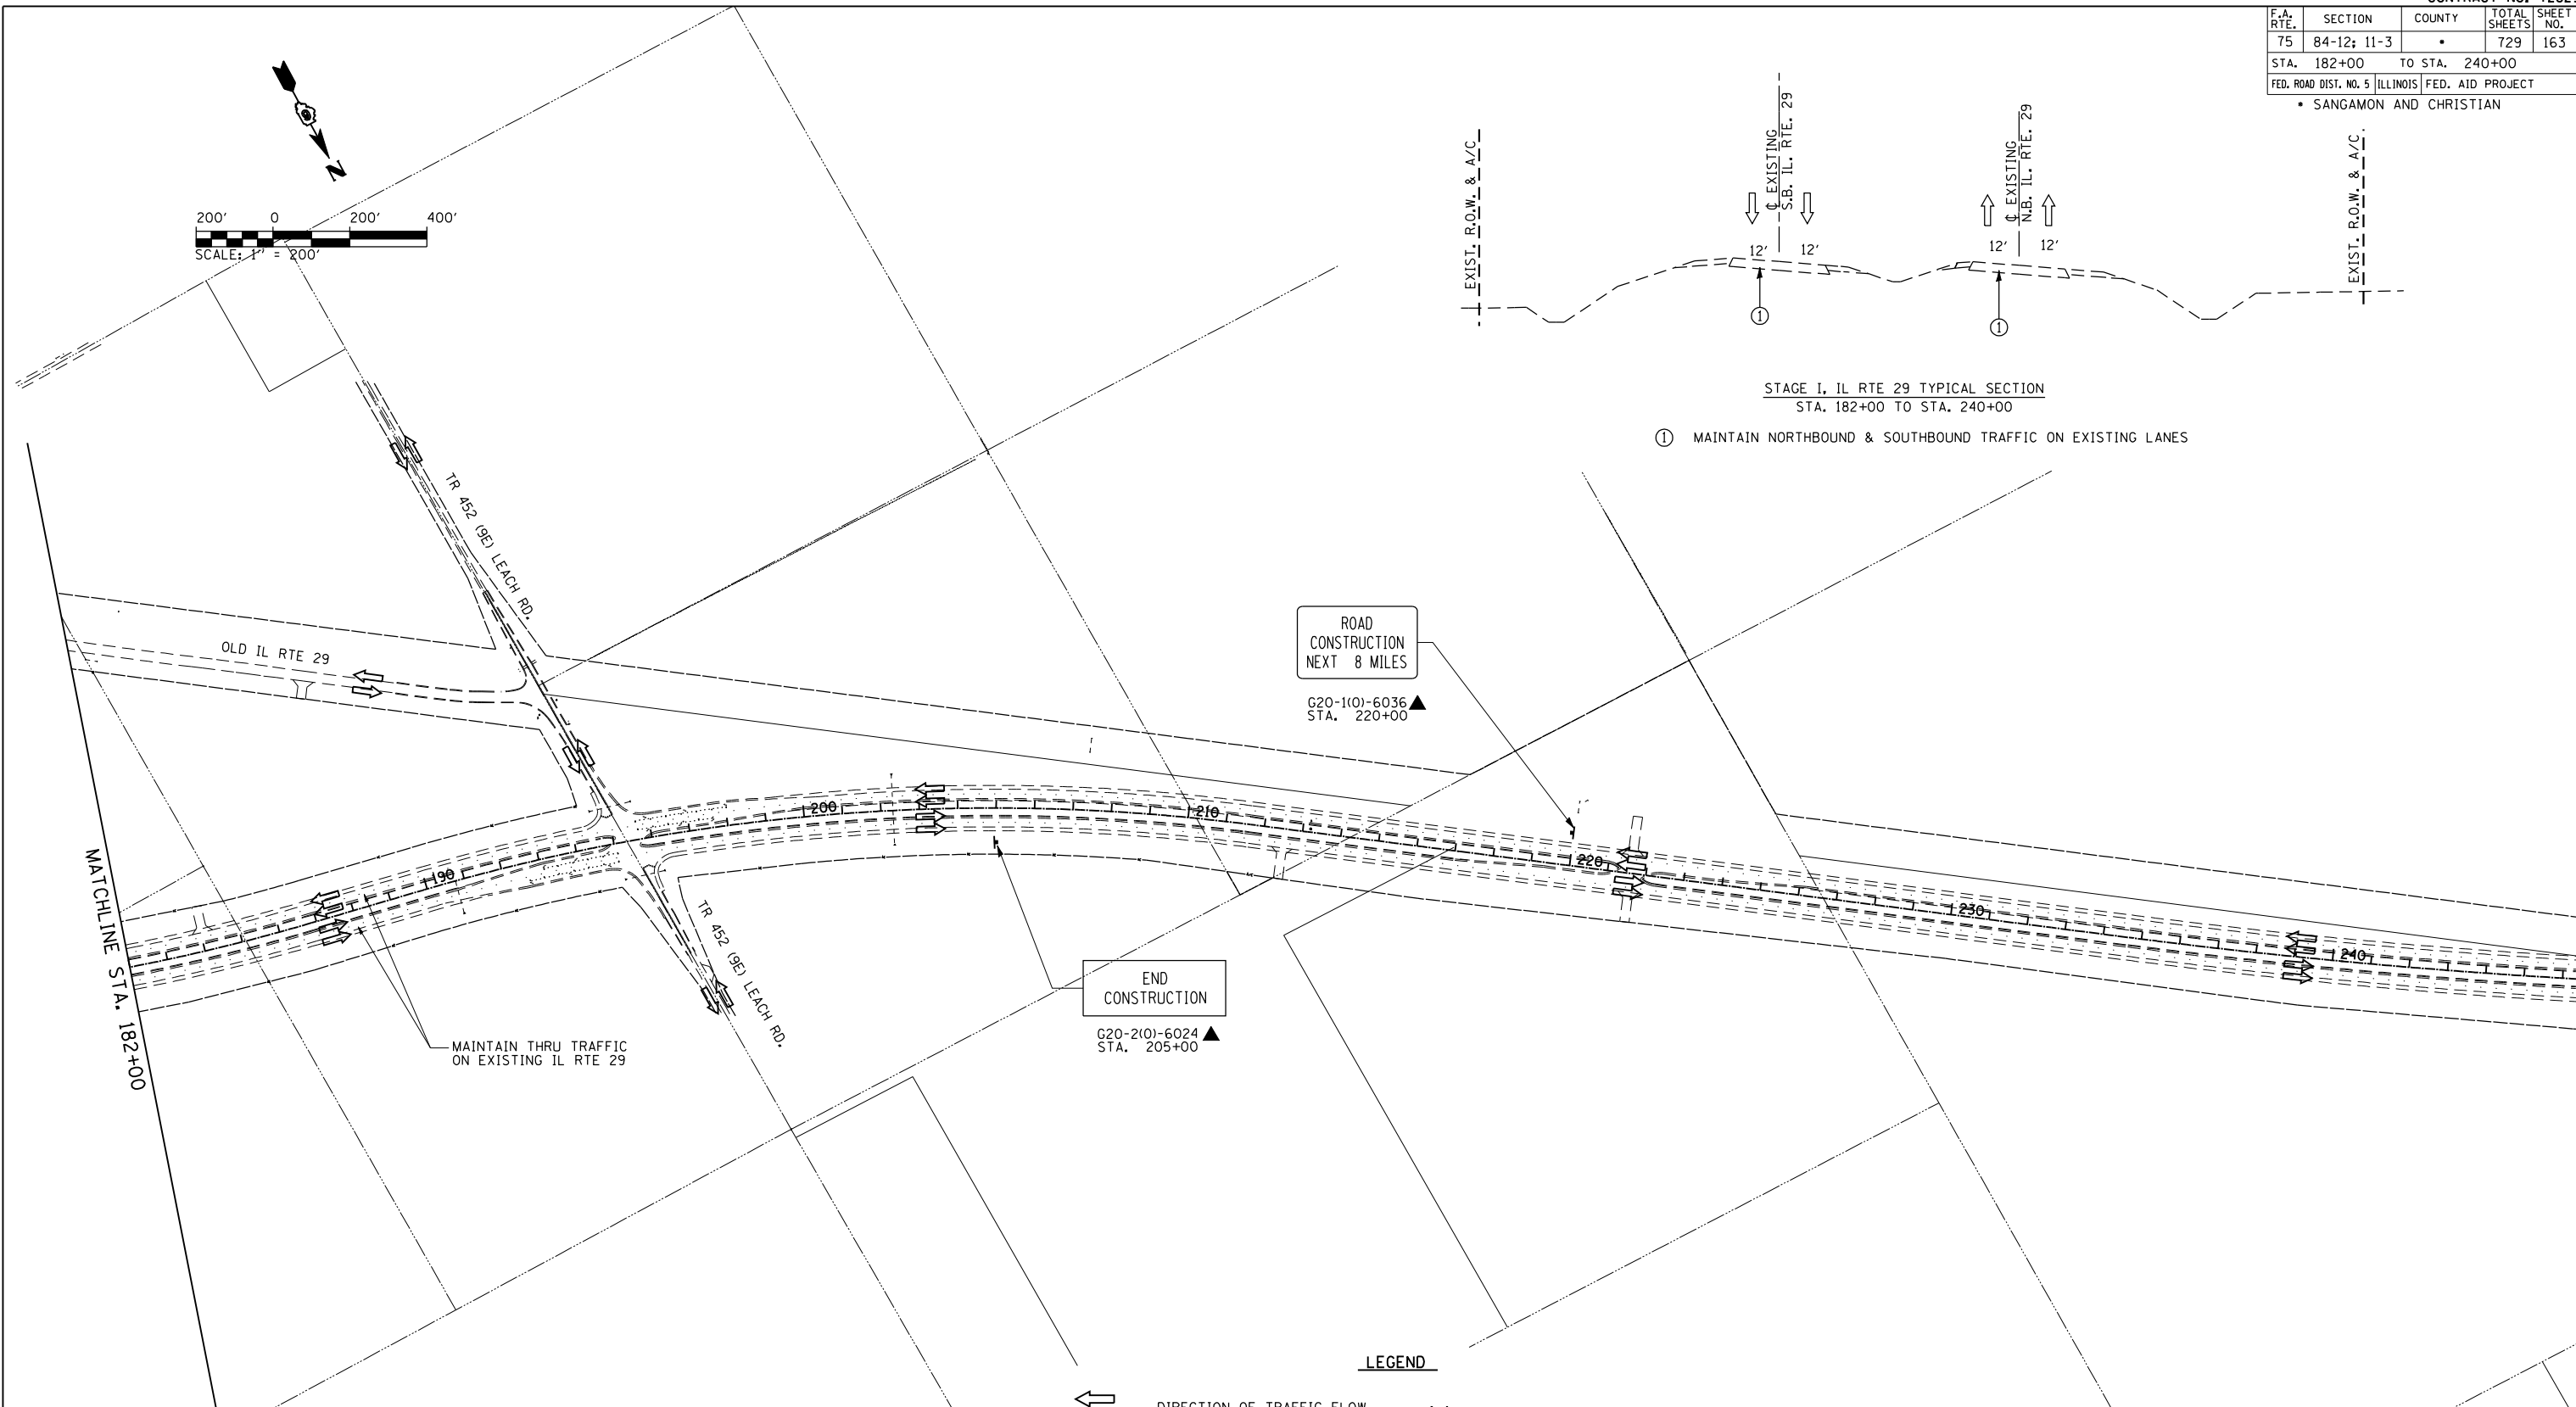 F.A. RTE. SECTION COUNTY TOTAL SHEETS SHEET NO.
75 84-12; 11-3 * 729 163
STA. 182+00 TO STA. 240+00
FED. ROAD DIST. NO. 5 ILLINOIS FED. AID PROJECT
* SANGAMON AND CHRISTIAN
N
200' 0 200' 400'
SCALE: 1" = 200'
EXIST. R.O.W. & A/C
℄ EXISTING
S.B. IL. RTE. 29
℄ EXISTING
N.B. IL. RTE. 29
EXIST. R.O.W. & A/C
12' 12'
12' 12'
1
1
STAGE I, IL RTE 29 TYPICAL SECTION
STA. 182+00 TO STA. 240+00
1 MAINTAIN NORTHBOUND & SOUTHBOUND TRAFFIC ON EXISTING LANES
TR 452 (9E) LEACH RD.
OLD IL RTE 29
ROAD
CONSTRUCTION
NEXT 8 MILES
G20-1(O)-6036
STA. 220+00
190
200
210
220
230
240
MATCHLINE STA. 182+00
TR 452 (9E) LEACH RD.
END
CONSTRUCTION
G20-2(O)-6024
STA. 205+00
MAINTAIN THRU TRAFFIC
ON EXISTING IL RTE 29
LEGEND
DIRECTION OF TRAFFIC FLOW